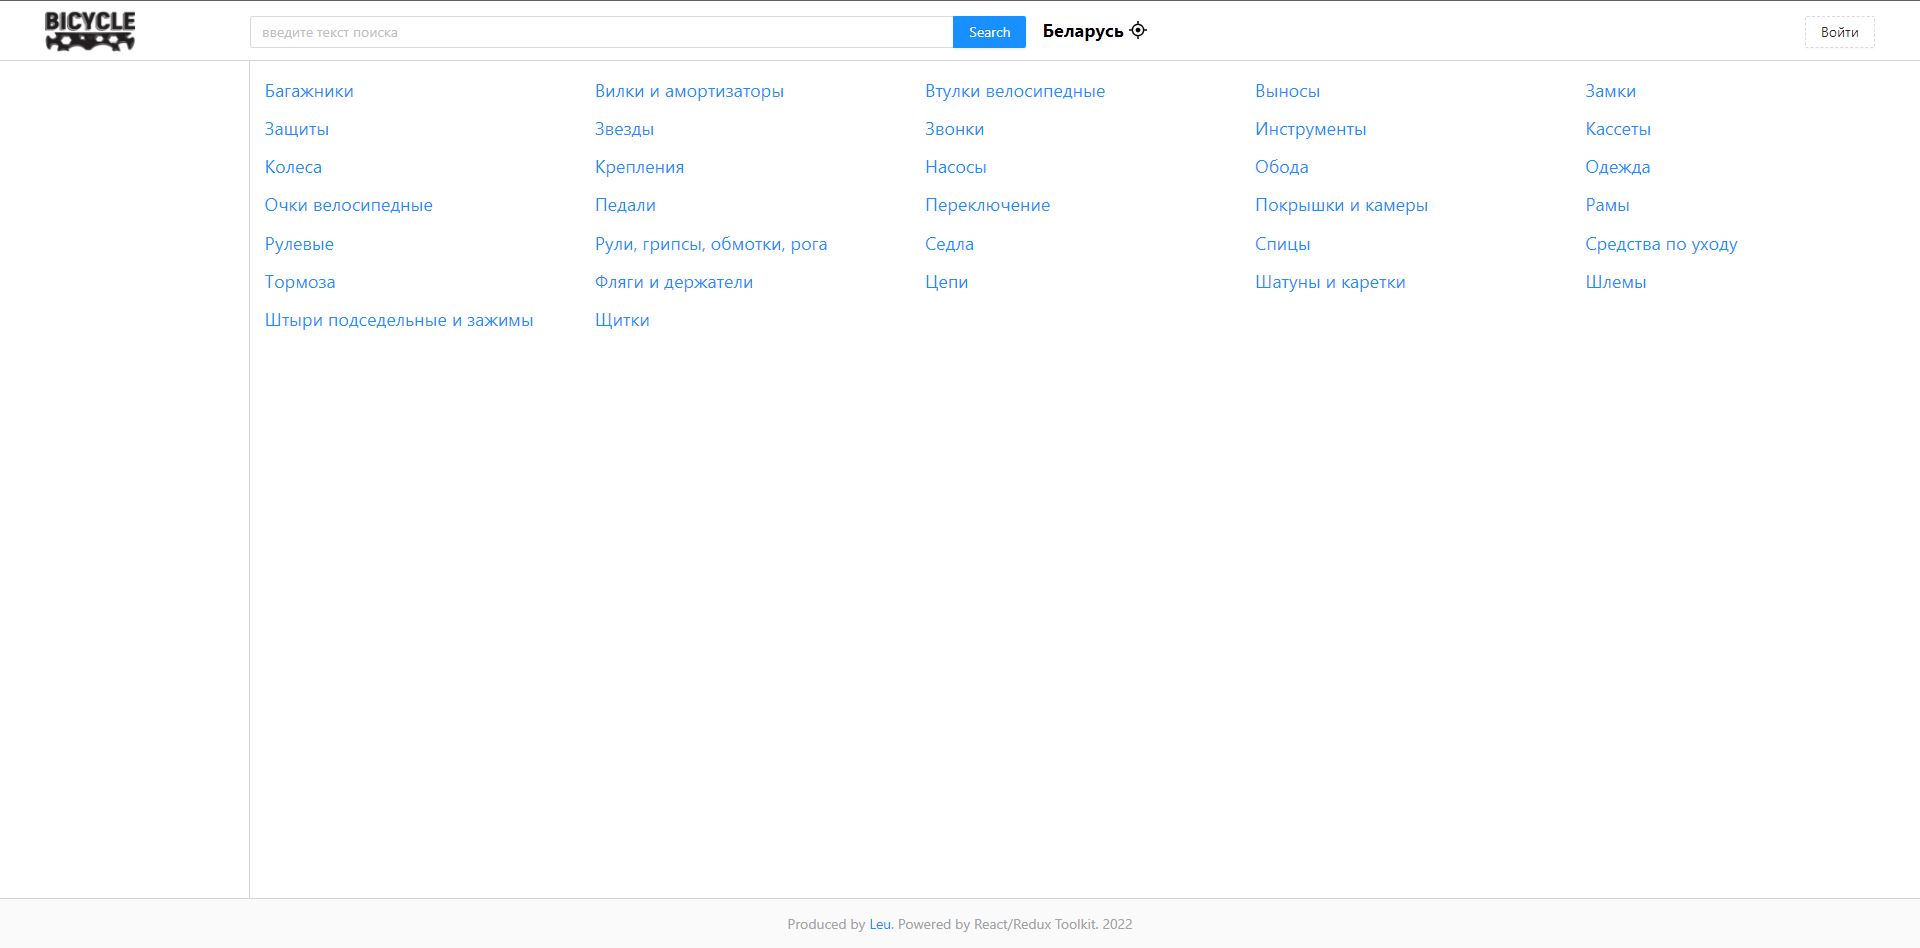 BICYCLE
введите текст поиска Search Беларусь Войти
Багажники Вилки и амортизаторы Втулки велосипедные Выносы Замки
Защиты Звезды Звонки Инструменты Кассеты
Колеса Крепления Насосы Обода Одежда
Очки велосипедные Педали Переключение Покрышки и камеры Рамы
Рулевые Рули, грипсы, обмотки, рога Седла Спицы Средства по уходу
Тормоза Фляги и держатели Цепи Шатуны и каретки Шлемы
Штыри подседельные и зажимы Щитки
Produced by Leu. Powered by React/Redux Toolkit. 2022